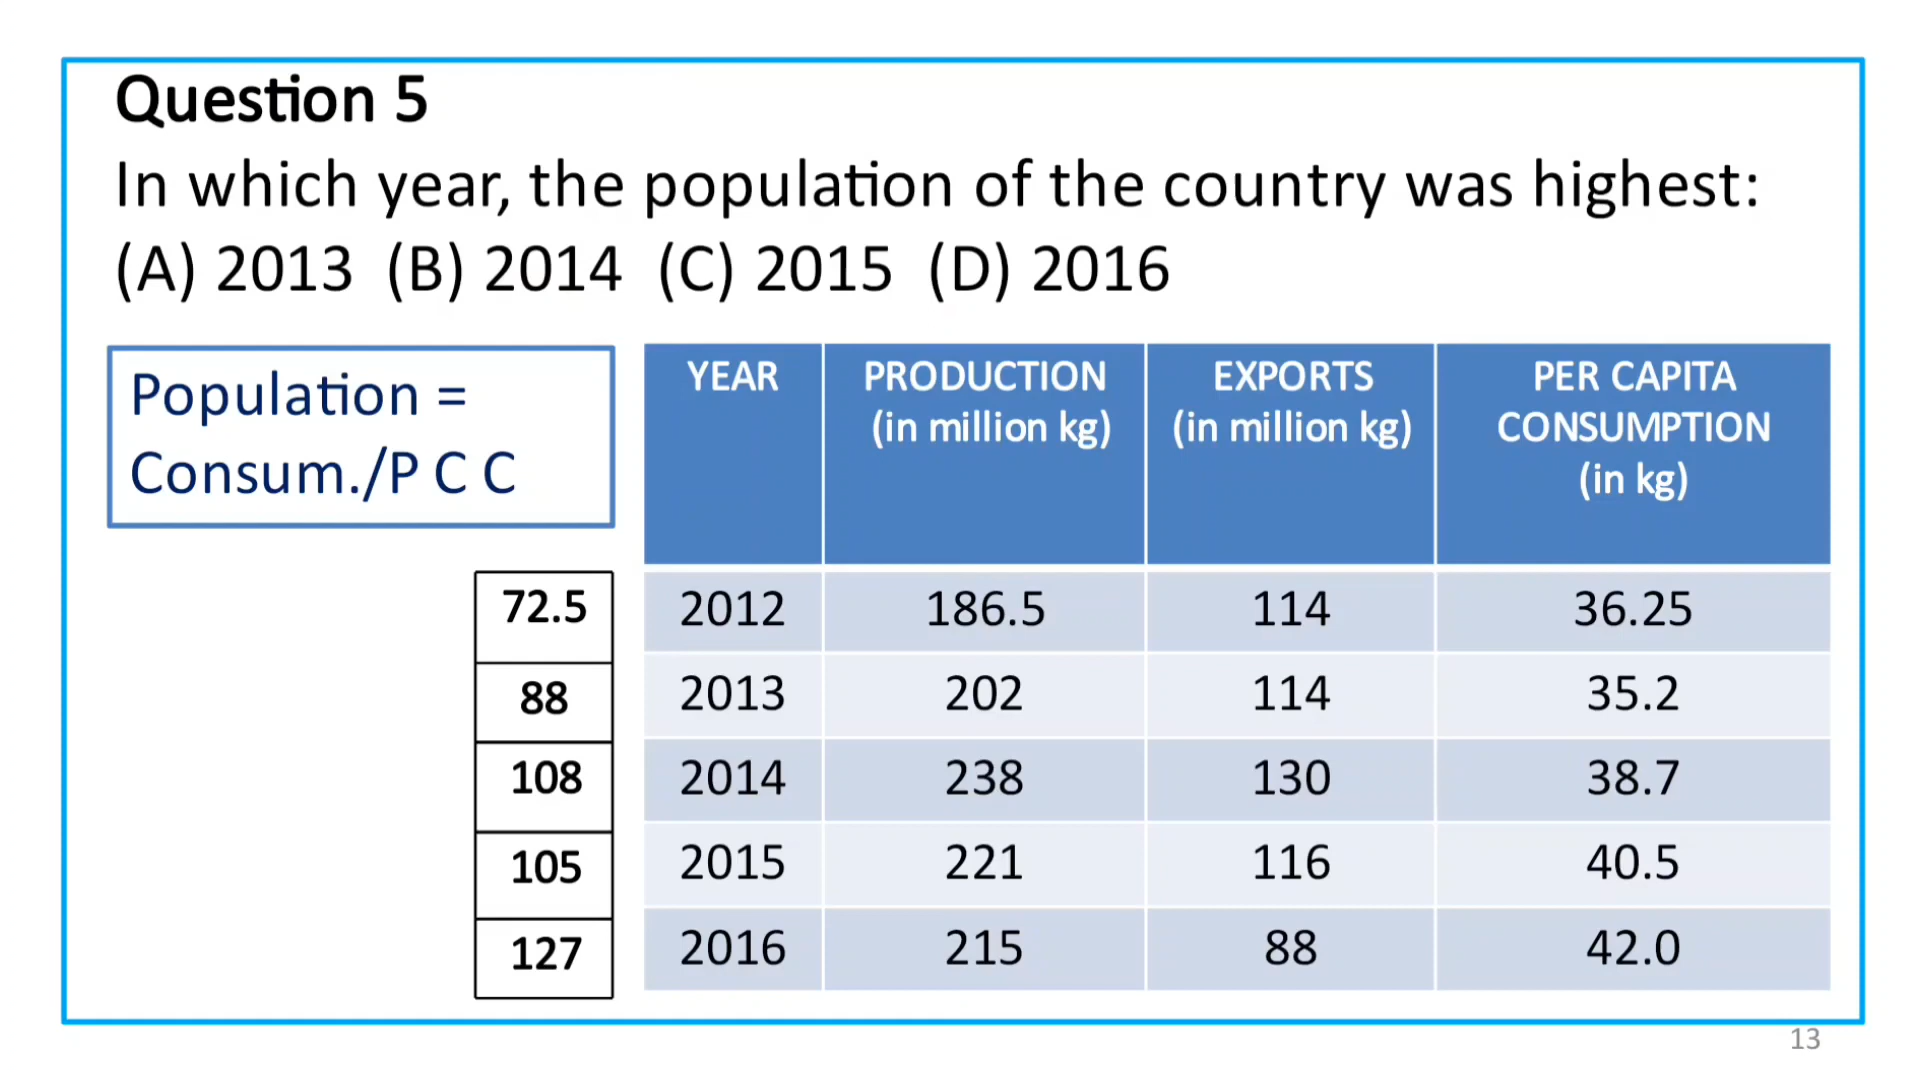 Question 5
In which year, the population of the country was highest:
(A) 2013 (B) 2014 (C) 2015 (D) 2016
Population =
Consum./P C C
YEAR PRODUCTION EXPORTS PER CAPITA
(in million kg) (in million kg) CONSUMPTION
(in kg)
72.5 2012 186.5 114 36.25
88 2013 202 114 35.2
108 2014 238 130 38.7
105 2015 221 116 40.5
127 2016 215 88 42.0
13